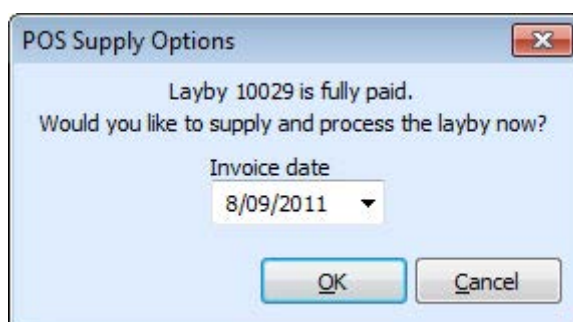 POS Supply Options
Layby 10029 is fully paid.
Would you like to supply and process the layby now?
Invoice date
8/09/2011
OK Cancel